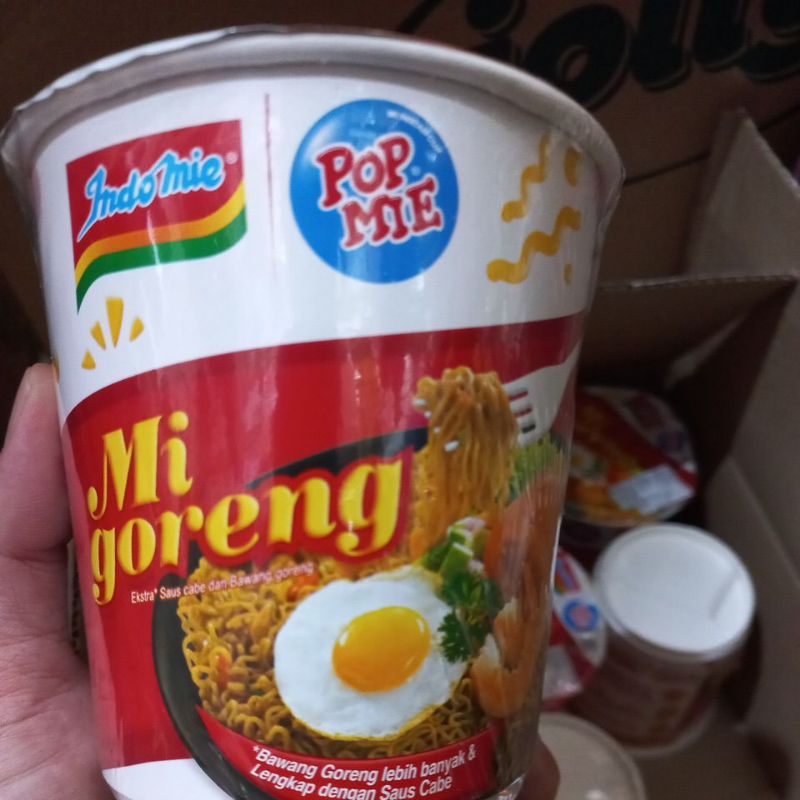 Jolly
Indomie
POP
MIE
Mi
goreng
Ekstra* Saus cabe dan Bawang goreng
*Bawang Goreng lebih banyak &
Lengkap dengan Saus Cabe